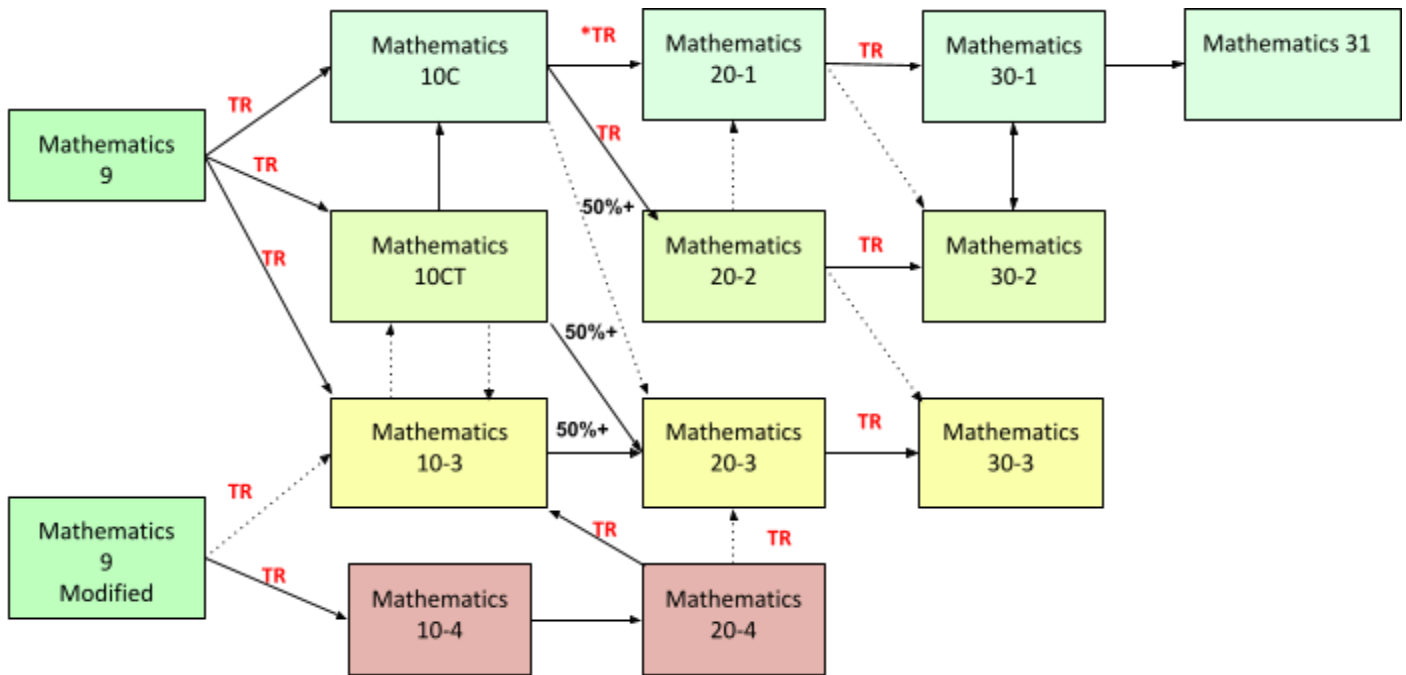 Mathematics
10C
*TR
Mathematics
20-1
TR
Mathematics
30-1
Mathematics 31
TR
Mathematics
9
TR
TR
50%+
Mathematics
10CT
Mathematics
20-2
TR
Mathematics
30-2
TR
50%+
Mathematics
10-3
50%+
Mathematics
20-3
TR
Mathematics
30-3
TR
Mathematics
9
Modified
TR
TR
TR
Mathematics
10-4
Mathematics
20-4